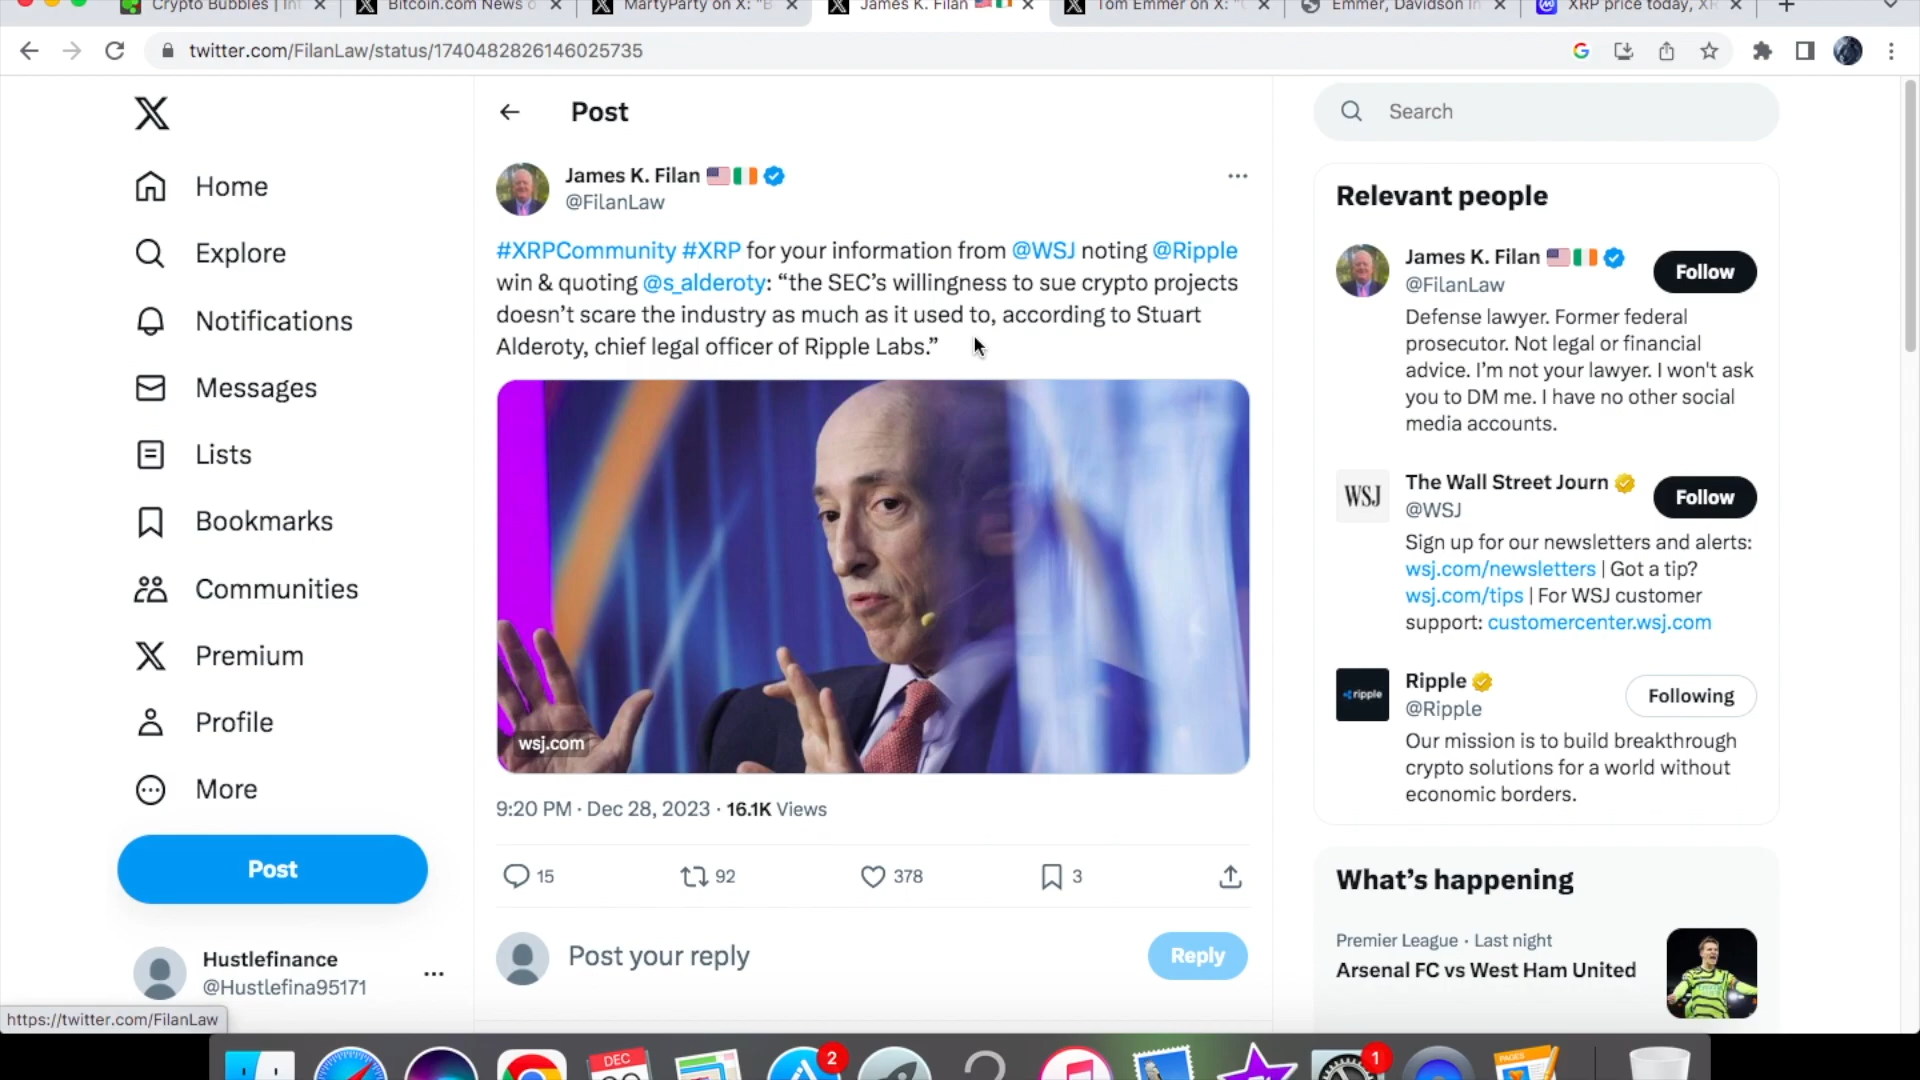 Crypto Bubbles | Int
Bitcoin.com News o
MartyParty on X: "B
James K. Filan
Tom Emmer on X: "
Emmer, Davidson In
XRP price today, XR
twitter.com/FilanLaw/status/1740482826146025735
Home
Explore
Notifications
Messages
Lists
Bookmarks
Communities
Premium
Profile
More
Post
Hustlefinance
@Hustlefina95171
https://twitter.com/FilanLaw
Post
James K. Filan
@FilanLaw
#XRPCommunity #XRP for your information from @WSJ noting @Ripple
win & quoting @s_alderoty: “the SEC’s willingness to sue crypto projects
doesn’t scare the industry as much as it used to, according to Stuart
Alderoty, chief legal officer of Ripple Labs.”
wsj.com
9:20 PM · Dec 28, 2023 · 16.1K Views
15 92 378 3
Post your reply
Reply
Search
Relevant people
James K. Filan
@FilanLaw
Follow
Defense lawyer. Former federal
prosecutor. Not legal or financial
advice. I’m not your lawyer. I won't ask
you to DM me. I have no other social
media accounts.
WSJ
The Wall Street Journ
@WSJ
Follow
Sign up for our newsletters and alerts:
wsj.com/newsletters | Got a tip?
wsj.com/tips | For WSJ customer
support: customercenter.wsj.com
ripple
Ripple
@Ripple
Following
Our mission is to build breakthrough
crypto solutions for a world without
economic borders.
What’s happening
Premier League · Last night
Arsenal FC vs West Ham United
DEC
2
1
PAGES